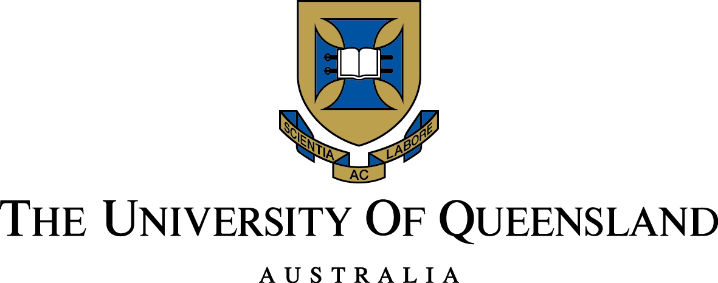 SCIENTIA AC LABORE
THE UNIVERSITY OF QUEENSLAND
AUSTRALIA